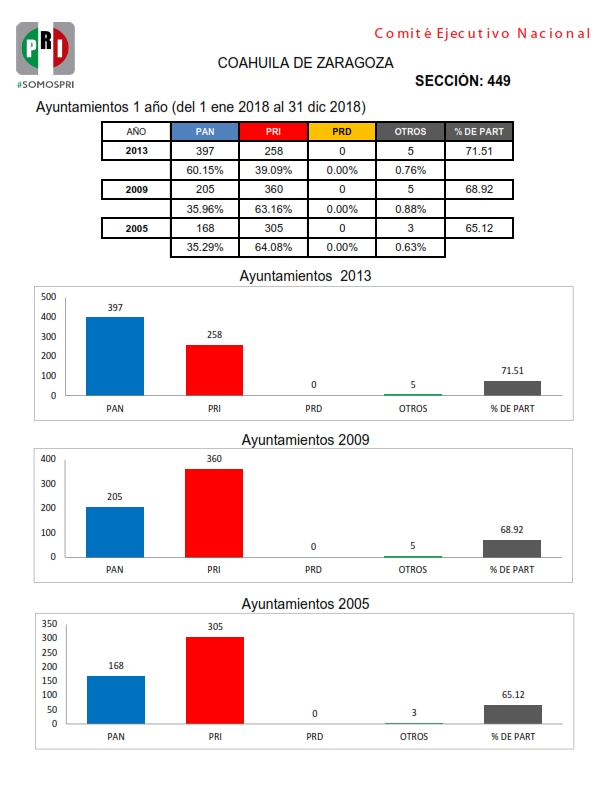 Comité Ejecutivo Nacional
PRI
#SOMOSPRI
COAHUILA DE ZARAGOZA
SECCIÓN: 449
Ayuntamientos 1 año (del 1 ene 2018 al 31 dic 2018)
AÑO PAN PRI PRD OTROS % DE PART
2013 397 258 0 5 71.51
60.15% 39.09% 0.00% 0.76%
2009 205 360 0 5 68.92
35.96% 63.16% 0.00% 0.88%
2005 168 305 0 3 65.12
35.29% 64.08% 0.00% 0.63%
Ayuntamientos 2013
500
400
300
200
100
0
397
258
0
5
71.51
PAN PRI PRD OTROS % DE PART
Ayuntamientos 2009
400
300
200
100
0
205
360
0
5
68.92
PAN PRI PRD OTROS % DE PART
Ayuntamientos 2005
350
300
250
200
150
100
50
0
168
305
0
3
65.12
PAN PRI PRD OTROS % DE PART